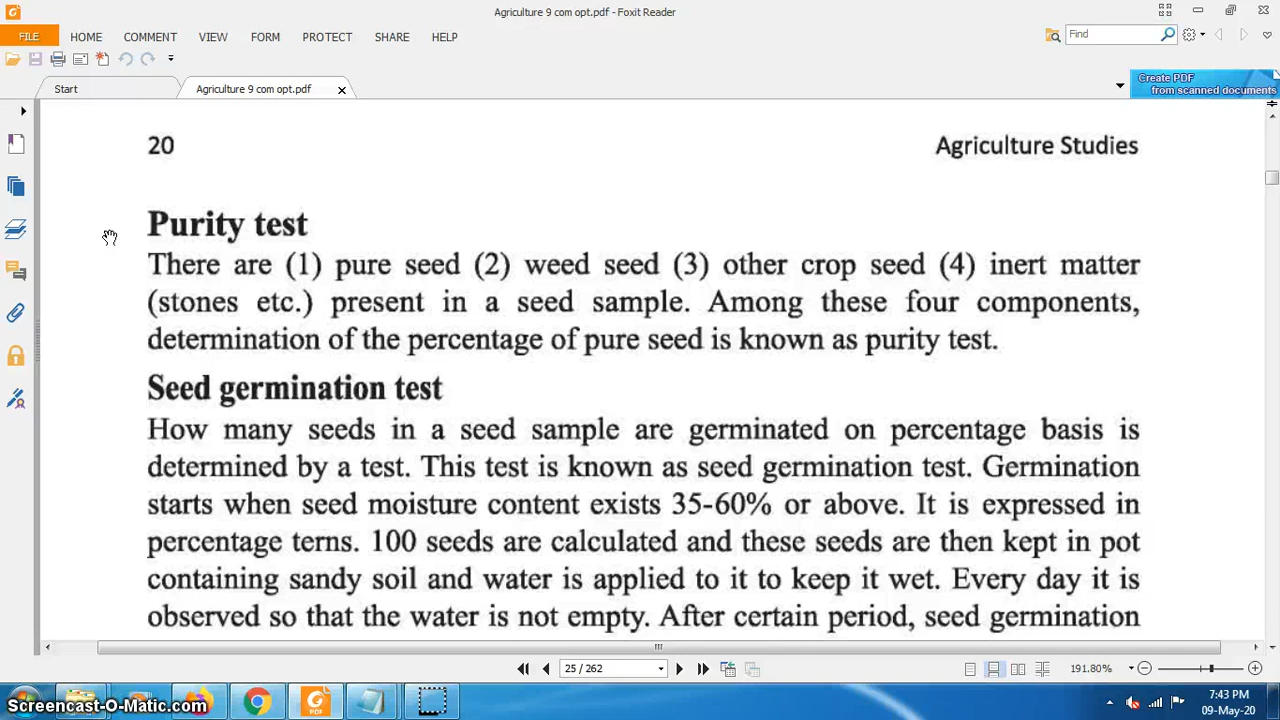 Agriculture 9 com opt.pdf - Foxit Reader
FILE HOME COMMENT VIEW FORM PROTECT SHARE HELP
Find
Start
Agriculture 9 com opt.pdf
Create PDF
from scanned documents
20 Agriculture Studies
Purity test
There are (1) pure seed (2) weed seed (3) other crop seed (4) inert matter
(stones etc.) present in a seed sample. Among these four components,
determination of the percentage of pure seed is known as purity test.
Seed germination test
How many seeds in a seed sample are germinated on percentage basis is
determined by a test. This test is known as seed germination test. Germination
starts when seed moisture content exists 35-60% or above. It is expressed in
percentage terns. 100 seeds are calculated and these seeds are then kept in pot
containing sandy soil and water is applied to it to keep it wet. Every day it is
observed so that the water is not empty. After certain period, seed germination
25 / 262
191.80%
Screencast-O-Matic.com
PDF
7:43 PM
09-May-20